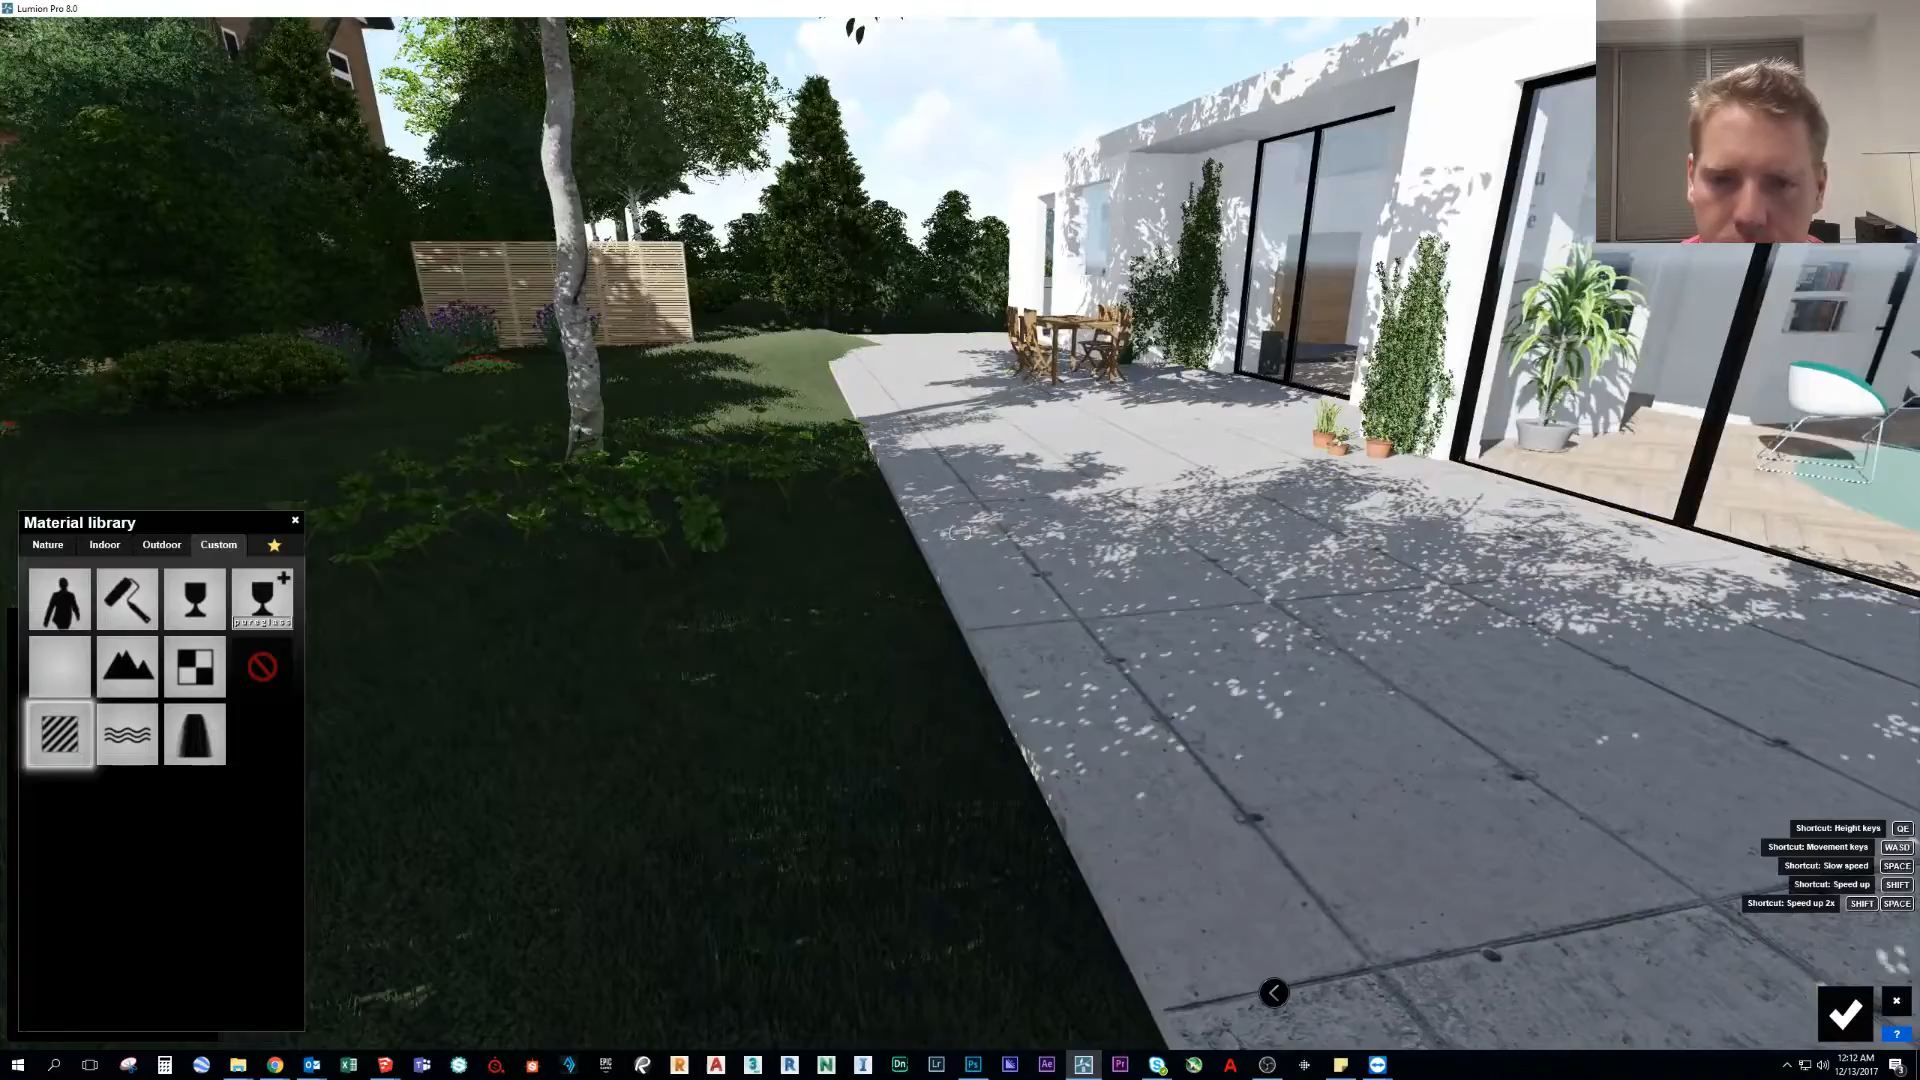 Lumion Pro 8.0
Material library
Nature Indoor Outdoor Custom
pureglass
Shortcut: Height keys QE
Shortcut: Movement keys WASD
Shortcut: Slow speed SPACE
Shortcut: Speed up SHIFT
Shortcut: Speed up 2x SHIFT SPACE
?
12:12 AM
12/13/2017